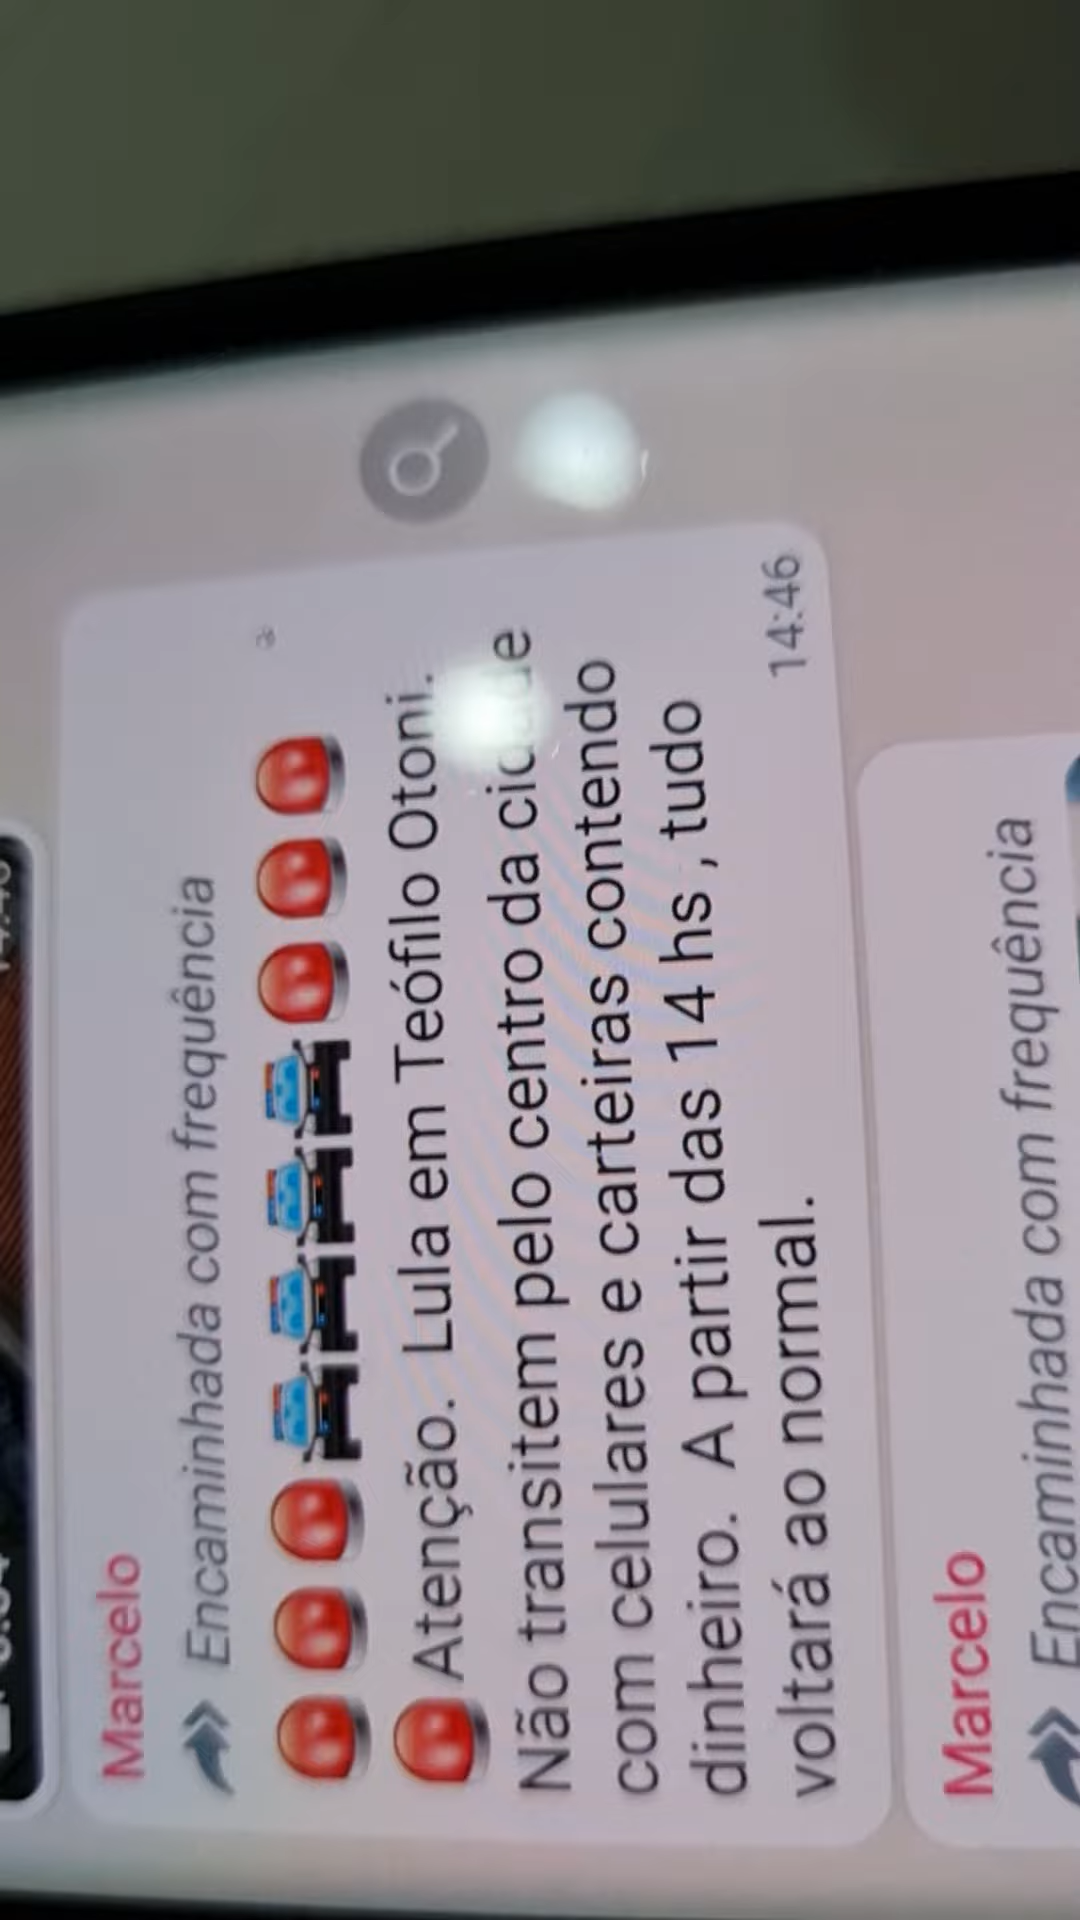 Marcelo
Encaminhada com frequência
🚨🚨🚨🚔🚔🚔🚔🚨🚨🚨
🚨Atenção. Lula em Teófilo Otoni.
Não transitem pelo centro da cidade
com celulares e carteiras contendo
dinheiro. A partir das 14 hs , tudo
voltará ao normal.
14:46
Marcelo
Encaminhada com frequência